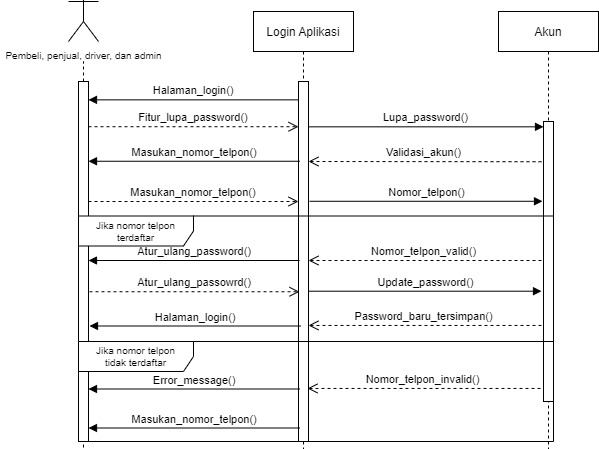 Login Aplikasi
Akun
Pembeli, penjual, driver, dan admin
Halaman_login()
Fitur_lupa_password()
Lupa_password()
Masukan_nomor_telpon()
Validasi_akun()
Masukan_nomor_telpon()
Nomor_telpon()
Jika nomor telpon
terdaftar
Atur_ulang_password()
Nomor_telpon_valid()
Atur_ulang_passowrd()
Update_password()
Halaman_login()
Password_baru_tersimpan()
Jika nomor telpon
tidak terdaftar
Error_message()
Nomor_telpon_invalid()
Masukan_nomor_telpon()